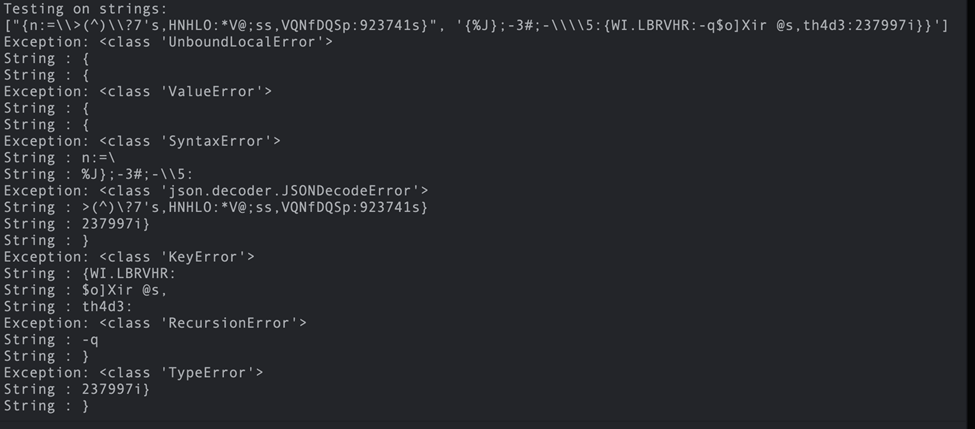 Testing on strings:
["{n:=\\>(^)\\?7's,HNHLO:*V@;ss,VQNfDQSp:923741s}", '{%J};-3#;-\\\\5:{WI.LBRVHR:-q$o]Xir @s,th4d3:237997i}}']
Exception: <class 'UnboundLocalError'>
String : {
String : {
Exception: <class 'ValueError'>
String : {
String : {
Exception: <class 'SyntaxError'>
String : n:=\
String : %J};-3#;-\\5:
Exception: <class 'json.decoder.JSONDecodeError'>
String : >(^)\?7's,HNHLO:*V@;ss,VQNfDQSp:923741s}
String : 237997i}
String : }
Exception: <class 'KeyError'>
String : {WI.LBRVHR:
String : $o]Xir @s,
String : th4d3:
Exception: <class 'RecursionError'>
String : -q
String : }
Exception: <class 'TypeError'>
String : 237997i}
String : }